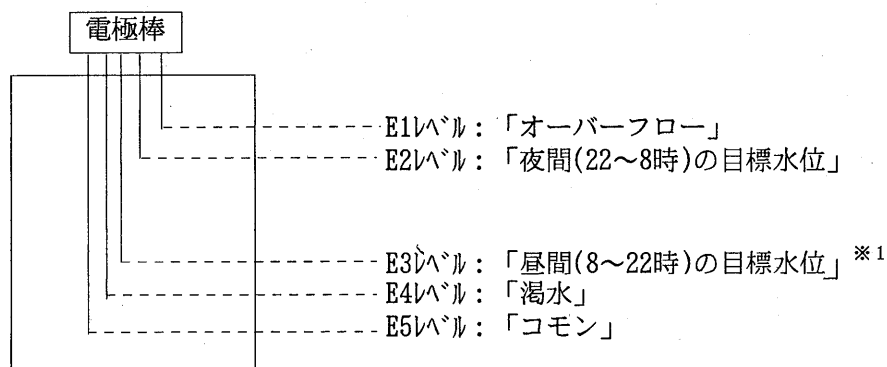 電極棒
E1ﾚﾍﾞﾙ：「オーバーフロー」
E2ﾚﾍﾞﾙ：「夜間(22～8時)の目標水位」
E3ﾚﾍﾞﾙ：「昼間(8～22時)の目標水位」※1
E4ﾚﾍﾞﾙ：「渇水」
E5ﾚﾍﾞﾙ：「コモン」